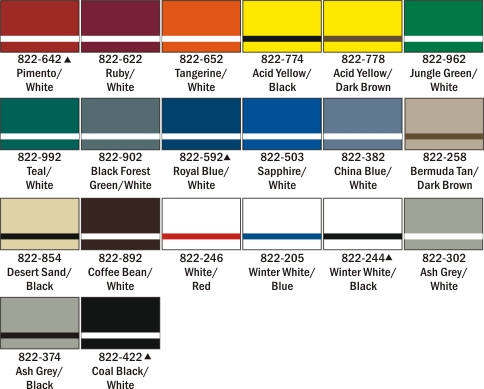 822-642 ▲
Pimento/
White
822-622
Ruby/
White
822-652
Tangerine/
White
822-774
Acid Yellow/
Black
822-778
Acid Yellow/
Dark Brown
822-962
Jungle Green/
White
822-992
Teal/
White
822-902
Black Forest
Green/White
822-592▲
Royal Blue/
White
822-503
Sapphire/
White
822-382
China Blue/
White
822-258
Bermuda Tan/
Dark Brown
822-854
Desert Sand/
Black
822-892
Coffee Bean/
White
822-246
White/
Red
822-205
Winter White/
Blue
822-244▲
Winter White/
Black
822-302
Ash Grey/
White
822-374
Ash Grey/
Black
822-422 ▲
Coal Black/
White